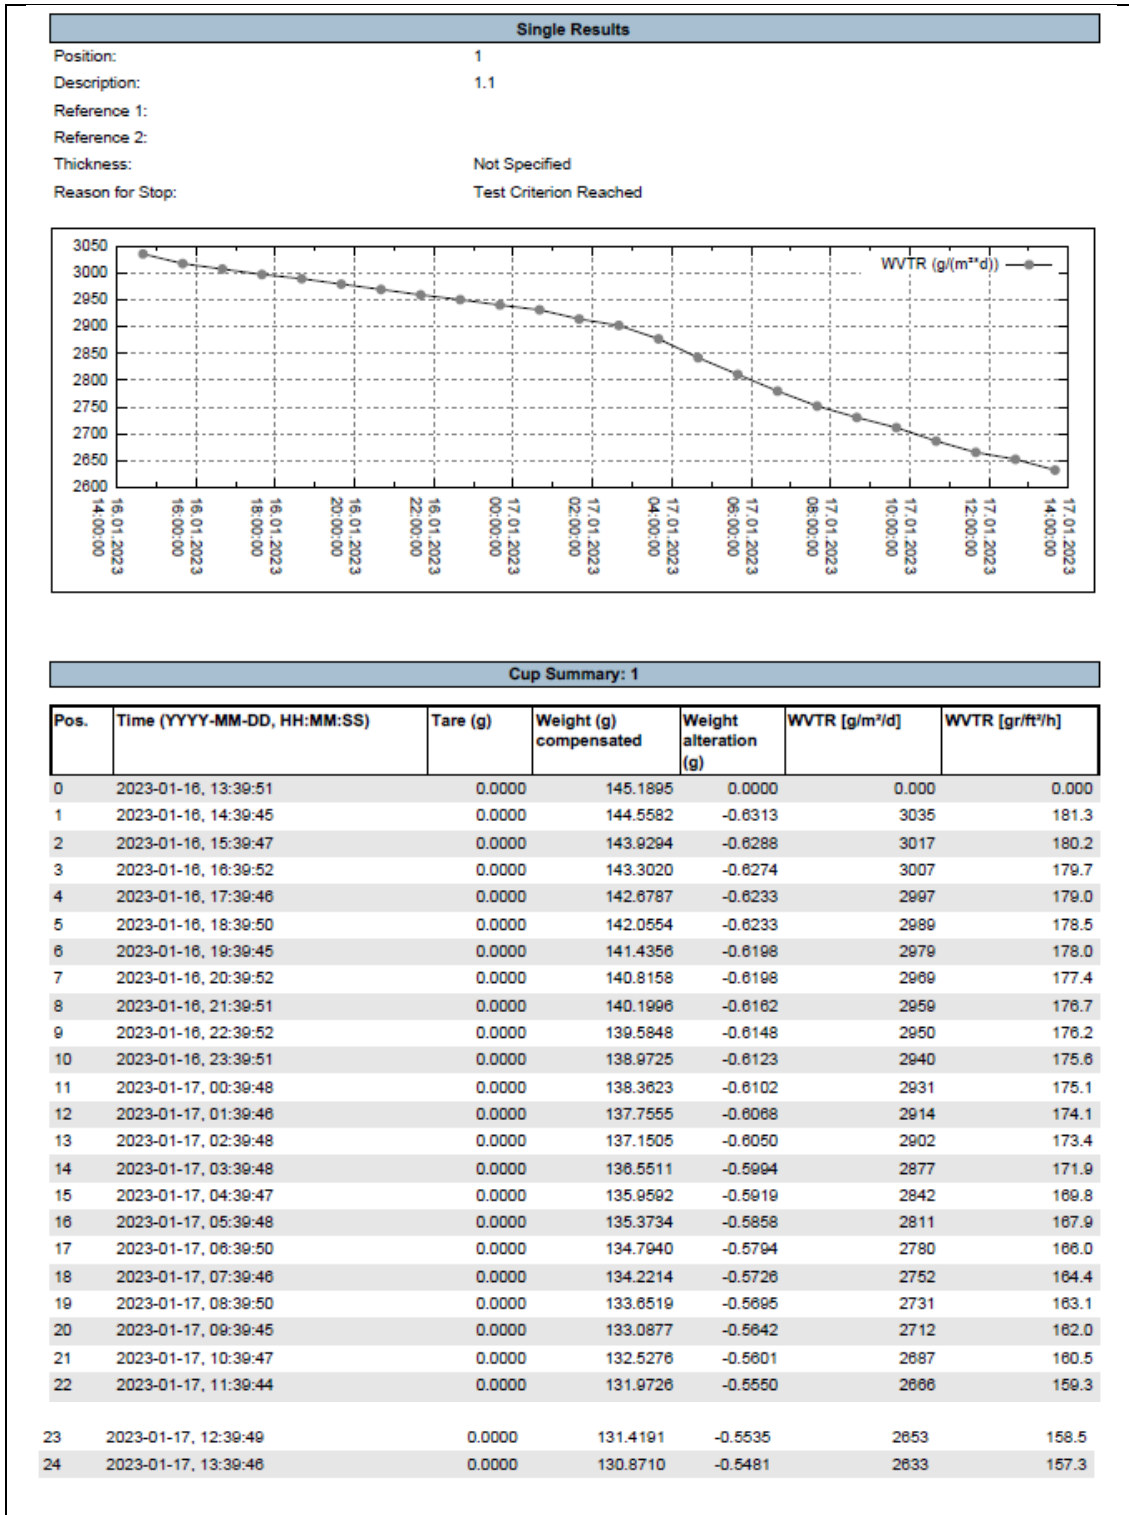 Single Results
Position: 1
Description: 1.1
Reference 1:
Reference 2:
Thickness: Not Specified
Reason for Stop: Test Criterion Reached
WVTR (g/(m²*d))
3050
3000
2950
2900
2850
2800
2750
2700
2650
2600
16.01.2023 14:00:00
16.01.2023 16:00:00
16.01.2023 18:00:00
16.01.2023 20:00:00
16.01.2023 22:00:00
17.01.2023 00:00:00
17.01.2023 02:00:00
17.01.2023 04:00:00
17.01.2023 06:00:00
17.01.2023 08:00:00
17.01.2023 10:00:00
17.01.2023 12:00:00
17.01.2023 14:00:00
Cup Summary: 1
Pos. Time (YYYY-MM-DD, HH:MM:SS) Tare (g) Weight (g) compensated Weight alteration (g) WVTR [g/m²/d] WVTR [gr/ft²/h]
0 2023-01-16, 13:39:51 0.0000 145.1895 0.0000 0.000 0.000
1 2023-01-16, 14:39:45 0.0000 144.5582 -0.6313 3035 181.3
2 2023-01-16, 15:39:47 0.0000 143.9294 -0.6288 3017 180.2
3 2023-01-16, 16:39:52 0.0000 143.3020 -0.6274 3007 179.7
4 2023-01-16, 17:39:46 0.0000 142.6787 -0.6233 2997 179.0
5 2023-01-16, 18:39:50 0.0000 142.0554 -0.6233 2989 178.5
6 2023-01-16, 19:39:45 0.0000 141.4356 -0.6198 2979 178.0
7 2023-01-16, 20:39:52 0.0000 140.8158 -0.6198 2969 177.4
8 2023-01-16, 21:39:51 0.0000 140.1996 -0.6162 2959 176.7
9 2023-01-16, 22:39:52 0.0000 139.5848 -0.6148 2950 176.2
10 2023-01-16, 23:39:51 0.0000 138.9725 -0.6123 2940 175.6
11 2023-01-17, 00:39:48 0.0000 138.3623 -0.6102 2931 175.1
12 2023-01-17, 01:39:46 0.0000 137.7555 -0.6068 2914 174.1
13 2023-01-17, 02:39:48 0.0000 137.1505 -0.6050 2902 173.4
14 2023-01-17, 03:39:48 0.0000 136.5511 -0.5994 2877 171.9
15 2023-01-17, 04:39:47 0.0000 135.9592 -0.5919 2842 169.8
16 2023-01-17, 05:39:48 0.0000 135.3734 -0.5858 2811 167.9
17 2023-01-17, 06:39:50 0.0000 134.7940 -0.5794 2780 166.0
18 2023-01-17, 07:39:46 0.0000 134.2214 -0.5726 2752 164.4
19 2023-01-17, 08:39:50 0.0000 133.6519 -0.5695 2731 163.1
20 2023-01-17, 09:39:45 0.0000 133.0877 -0.5642 2712 162.0
21 2023-01-17, 10:39:47 0.0000 132.5276 -0.5601 2687 160.5
22 2023-01-17, 11:39:44 0.0000 131.9726 -0.5550 2666 159.3
23 2023-01-17, 12:39:49 0.0000 131.4191 -0.5535 2653 158.5
24 2023-01-17, 13:39:46 0.0000 130.8710 -0.5481 2633 157.3